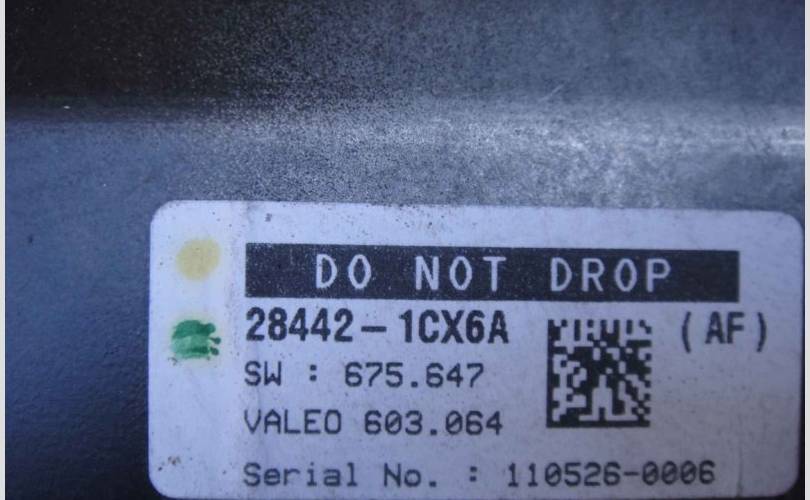 DO NOT DROP
28442-1CX6A (AF)
SW : 675.647
VALEO 603.064
Serial No. : 110526-0006